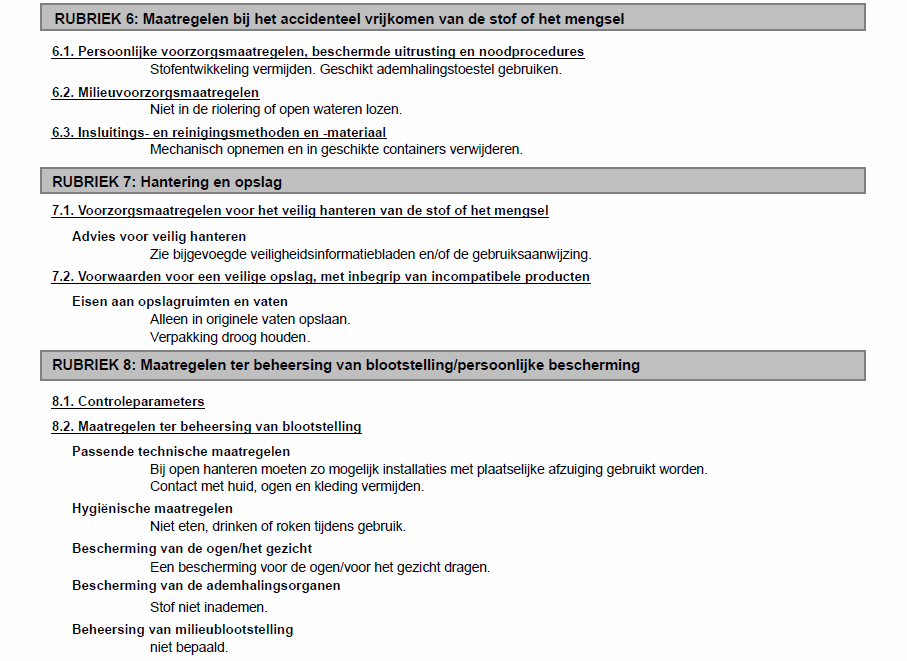 RUBRIEK 6: Maatregelen bij het accidenteel vrijkomen van de stof of het mengsel
6.1. Persoonlijke voorzorgsmaatregelen, beschermde uitrusting en noodprocedures
Stofentwikkeling vermijden. Geschikt ademhalingstoestel gebruiken.
6.2. Milieuvoorzorgsmaatregelen
Niet in de riolering of open wateren lozen.
6.3. Insluitings- en reinigingsmethoden en -materiaal
Mechanisch opnemen en in geschikte containers verwijderen.
RUBRIEK 7: Hantering en opslag
7.1. Voorzorgsmaatregelen voor het veilig hanteren van de stof of het mengsel
Advies voor veilig hanteren
Zie bijgevoegde veiligheidsinformatiebladen en/of de gebruiksaanwijzing.
7.2. Voorwaarden voor een veilige opslag, met inbegrip van incompatibele producten
Eisen aan opslagruimten en vaten
Alleen in originele vaten opslaan.
Verpakking droog houden.
RUBRIEK 8: Maatregelen ter beheersing van blootstelling/persoonlijke bescherming
8.1. Controleparameters
8.2. Maatregelen ter beheersing van blootstelling
Passende technische maatregelen
Bij open hanteren moeten zo mogelijk installaties met plaatselijke afzuiging gebruikt worden.
Contact met huid, ogen en kleding vermijden.
Hygiënische maatregelen
Niet eten, drinken of roken tijdens gebruik.
Bescherming van de ogen/het gezicht
Een bescherming voor de ogen/voor het gezicht dragen.
Bescherming van de ademhalingsorganen
Stof niet inademen.
Beheersing van milieublootstelling
niet bepaald.